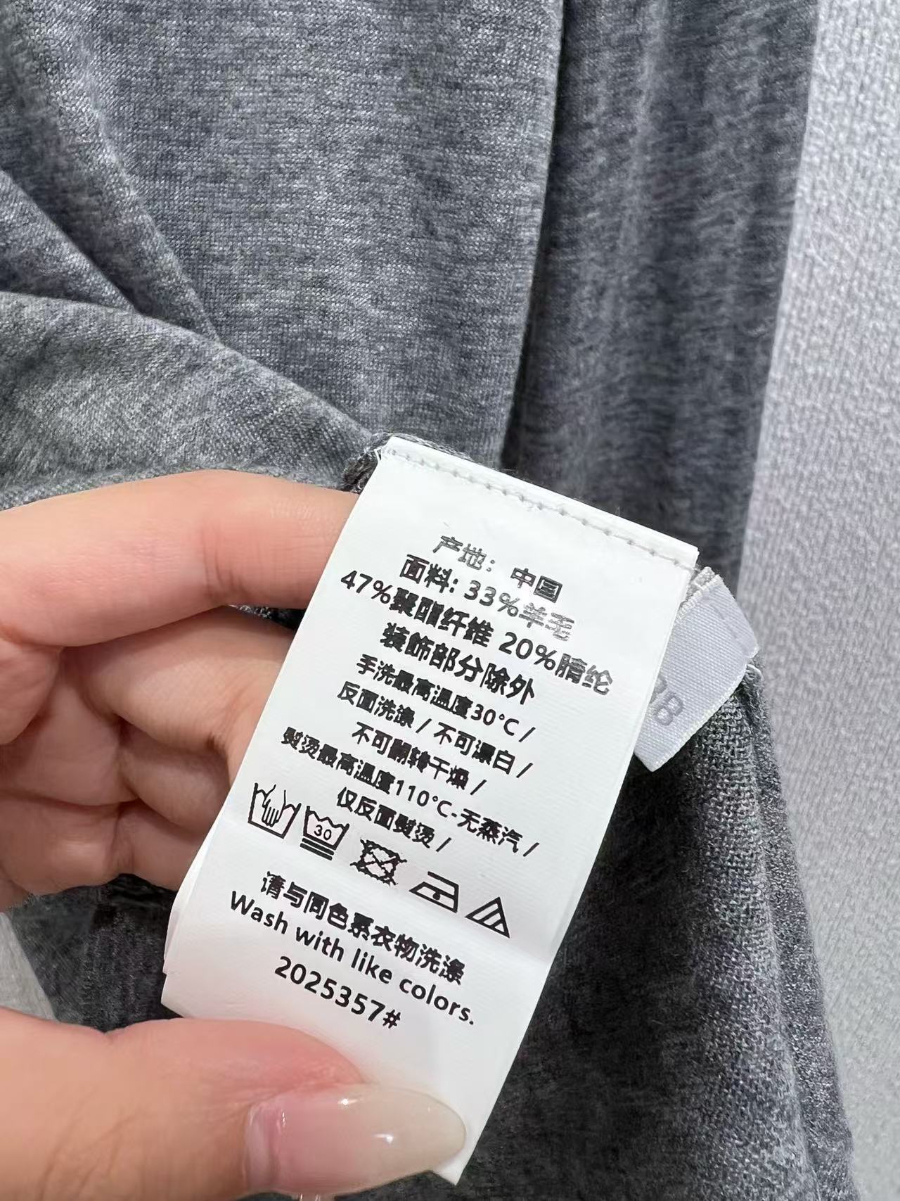 产地：中国
面料: 33%羊毛
47%聚酯纤维 20%腈纶
装饰部分除外
手洗最高温度30°C /
反面洗涤 / 不可漂白 /
不可翻转干燥 /
熨烫最高温度110°C-无蒸汽 /
仅反面熨烫 /
30
请与同色系衣物洗涤
Wash with like colors.
2025357#